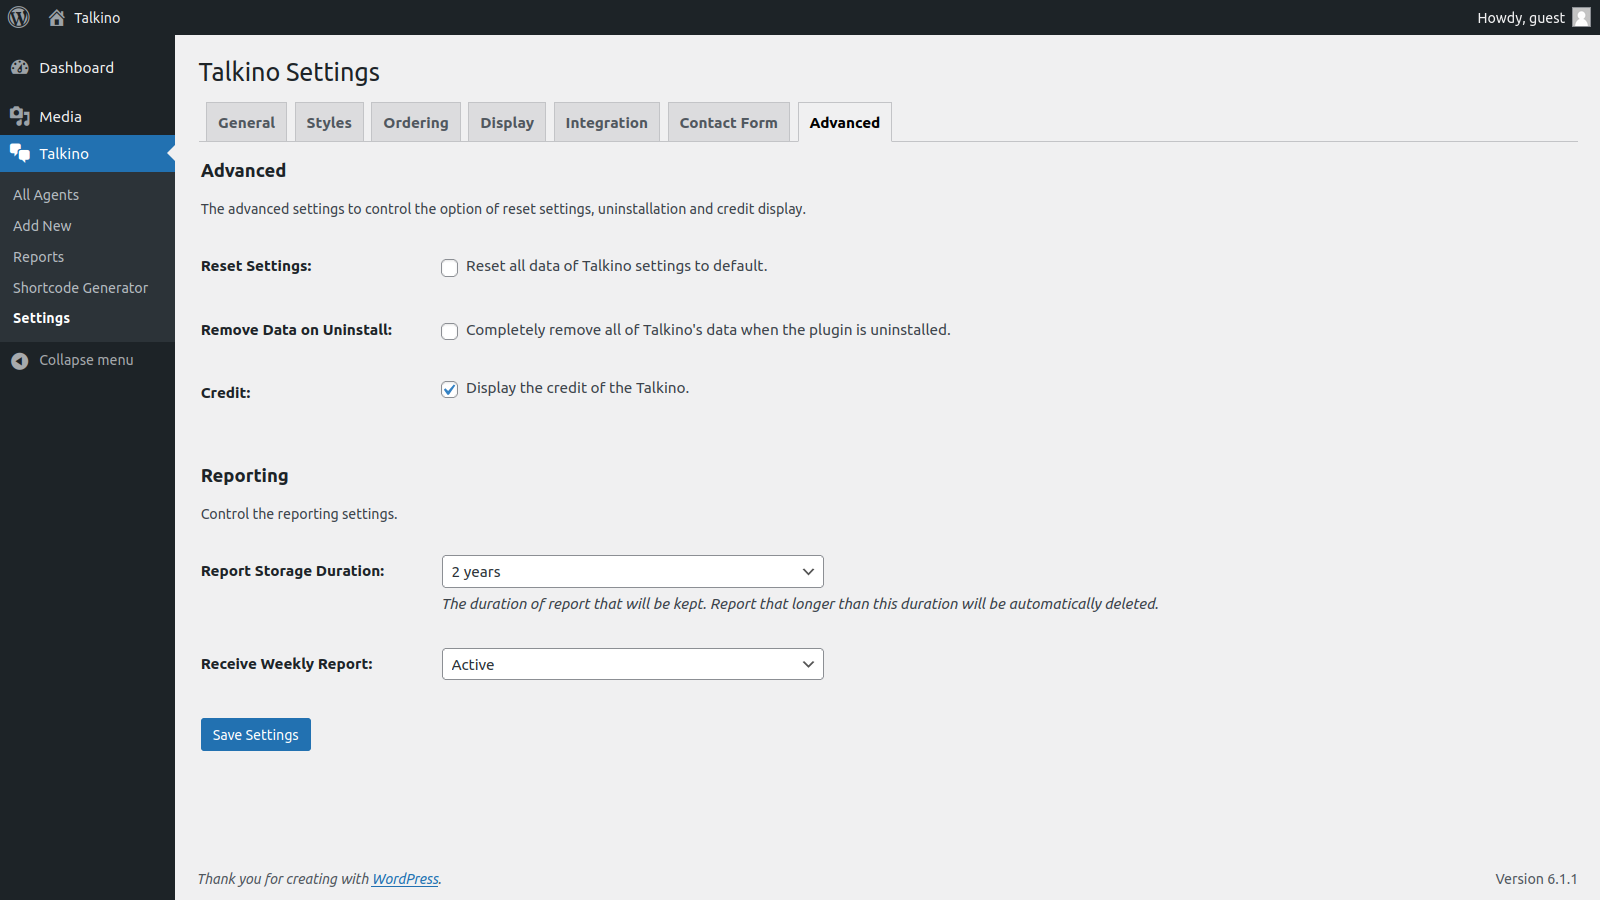 Talkino
Howdy, guest
Dashboard
Media
Talkino
All Agents
Add New
Reports
Shortcode Generator
Settings
Collapse menu
Talkino Settings
General
Styles
Ordering
Display
Integration
Contact Form
Advanced
Advanced
The advanced settings to control the option of reset settings, uninstallation and credit display.
Reset Settings:
Reset all data of Talkino settings to default.
Remove Data on Uninstall:
Completely remove all of Talkino's data when the plugin is uninstalled.
Credit:
Display the credit of the Talkino.
Reporting
Control the reporting settings.
Report Storage Duration:
2 years
The duration of report that will be kept. Report that longer than this duration will be automatically deleted.
Receive Weekly Report:
Active
Save Settings
Thank you for creating with WordPress.
Version 6.1.1